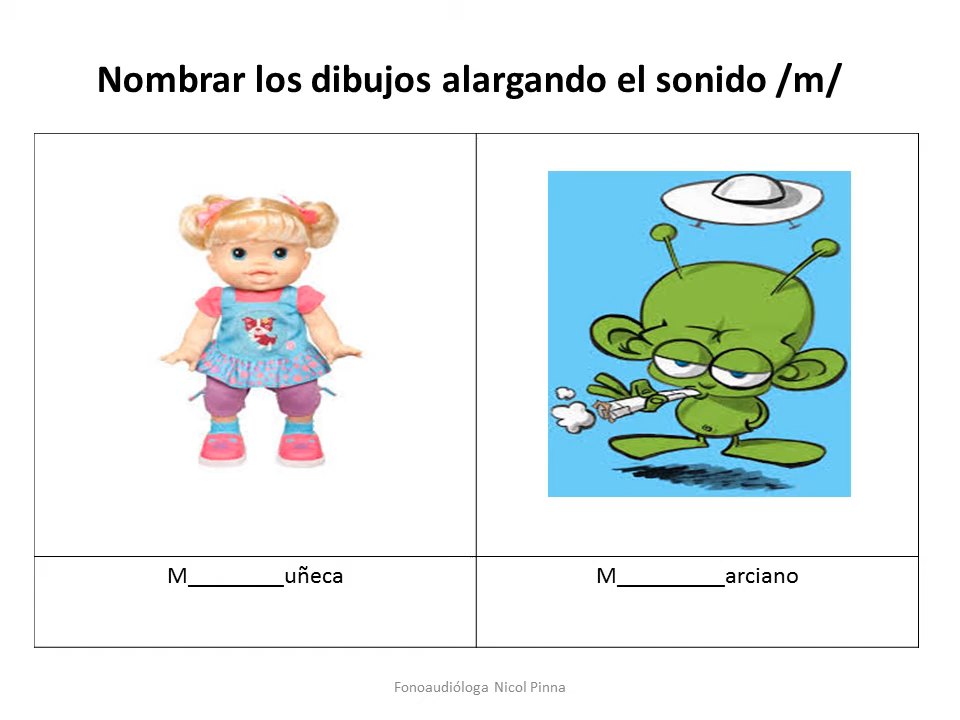 Nombrar los dibujos alargando el sonido /m/
M________uñeca
M_________arciano
Fonoaudióloga Nicol Pinna